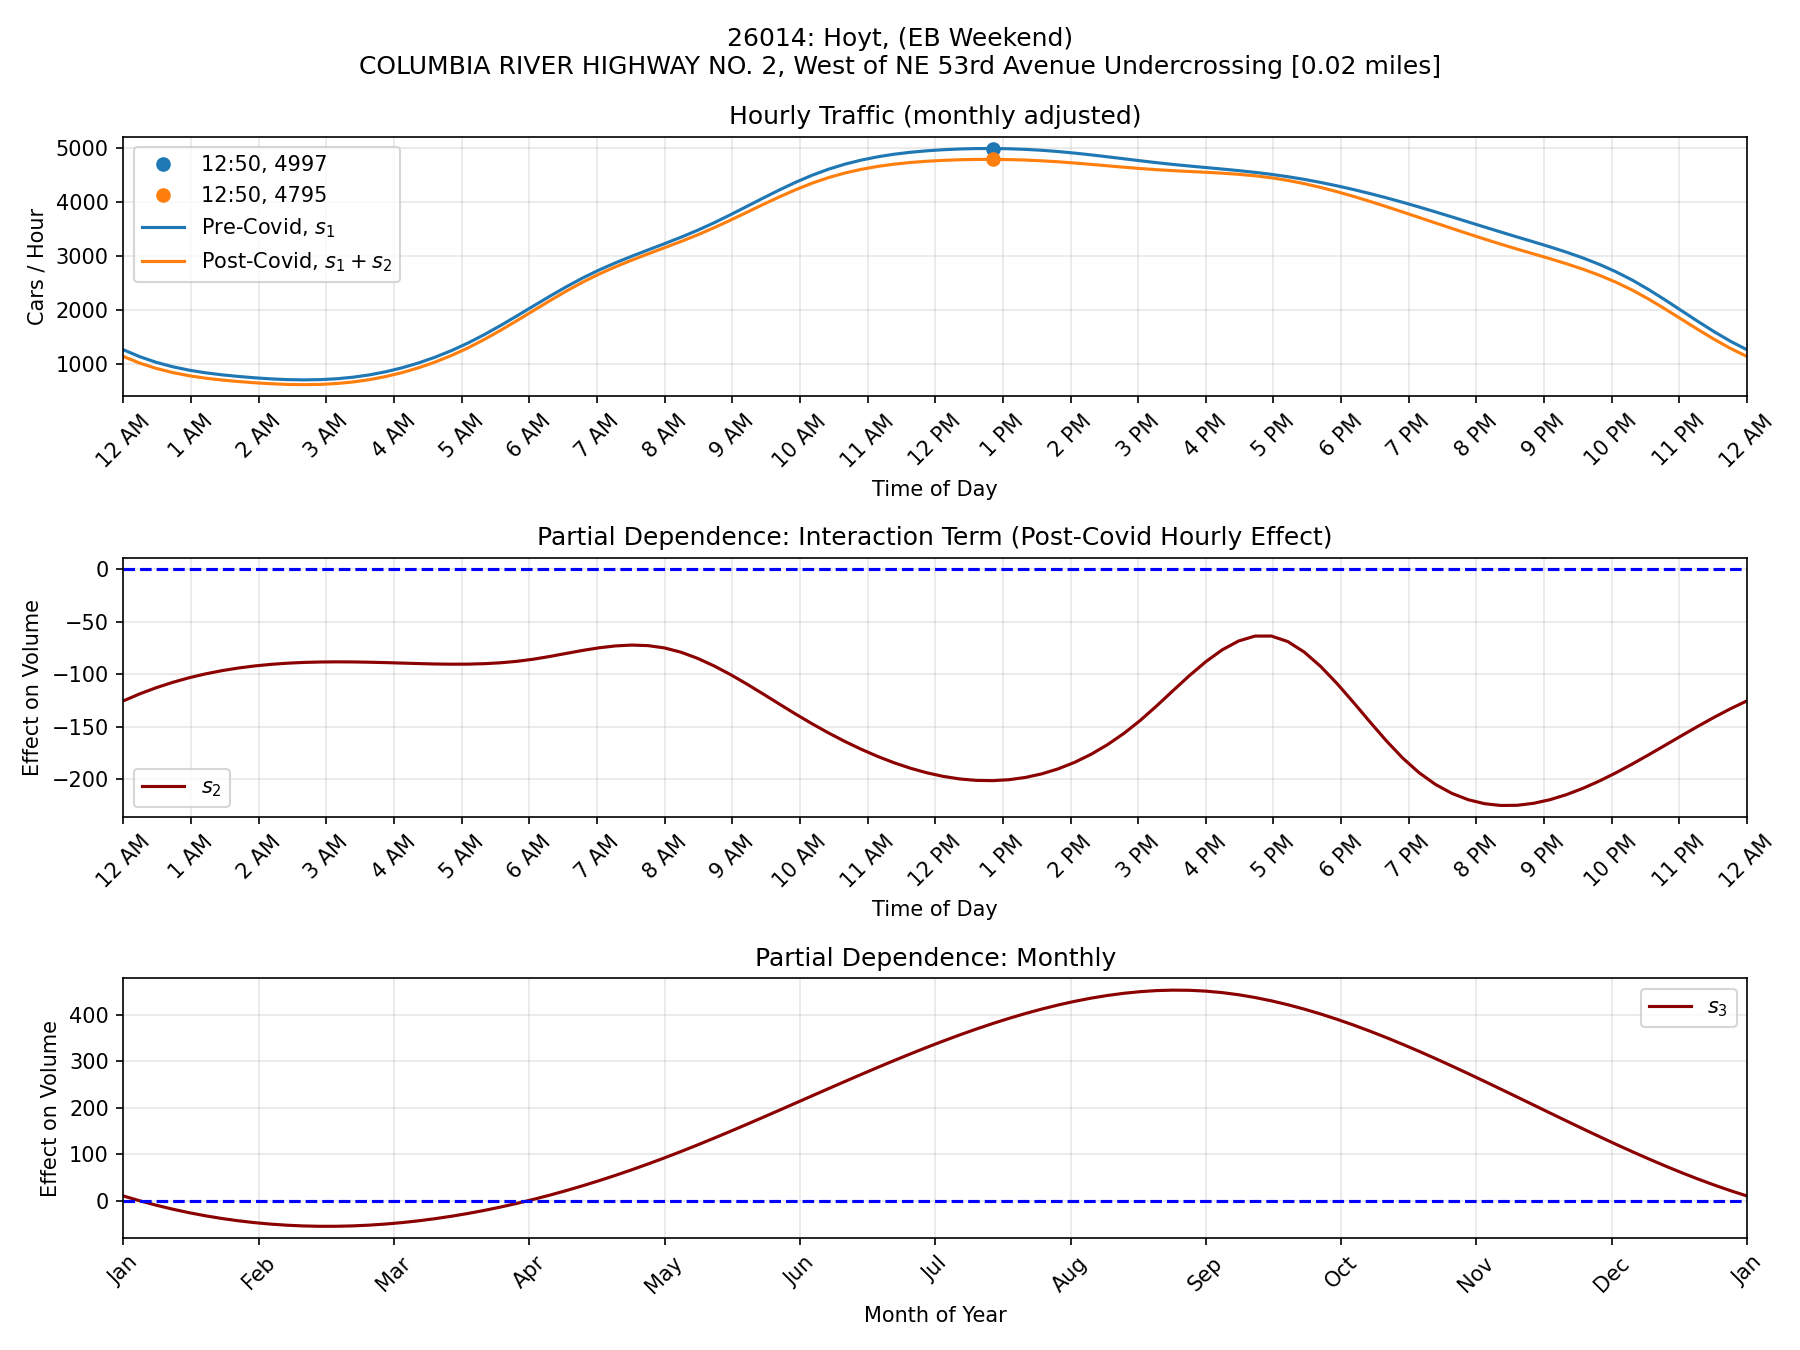 26014: Hoyt, (EB Weekend)
COLUMBIA RIVER HIGHWAY NO. 2, West of NE 53rd Avenue Undercrossing [0.02 miles]
Hourly Traffic (monthly adjusted)
5000
4000
3000
2000
1000
Cars / Hour
12:50, 4997
12:50, 4795
Pre-Covid, s₁
Post-Covid, s₁ + s₂
12 AM 1 AM 2 AM 3 AM 4 AM 5 AM 6 AM 7 AM 8 AM 9 AM 10 AM 11 AM 12 PM 1 PM 2 PM 3 PM 4 PM 5 PM 6 PM 7 PM 8 PM 9 PM 10 PM 11 PM 12 AM
Time of Day
Partial Dependence: Interaction Term (Post-Covid Hourly Effect)
0
−50
−100
−150
−200
Effect on Volume
s₂
12 AM 1 AM 2 AM 3 AM 4 AM 5 AM 6 AM 7 AM 8 AM 9 AM 10 AM 11 AM 12 PM 1 PM 2 PM 3 PM 4 PM 5 PM 6 PM 7 PM 8 PM 9 PM 10 PM 11 PM 12 AM
Time of Day
Partial Dependence: Monthly
400
300
200
100
0
Effect on Volume
s₃
Jan Feb Mar Apr May Jun Jul Aug Sep Oct Nov Dec Jan
Month of Year